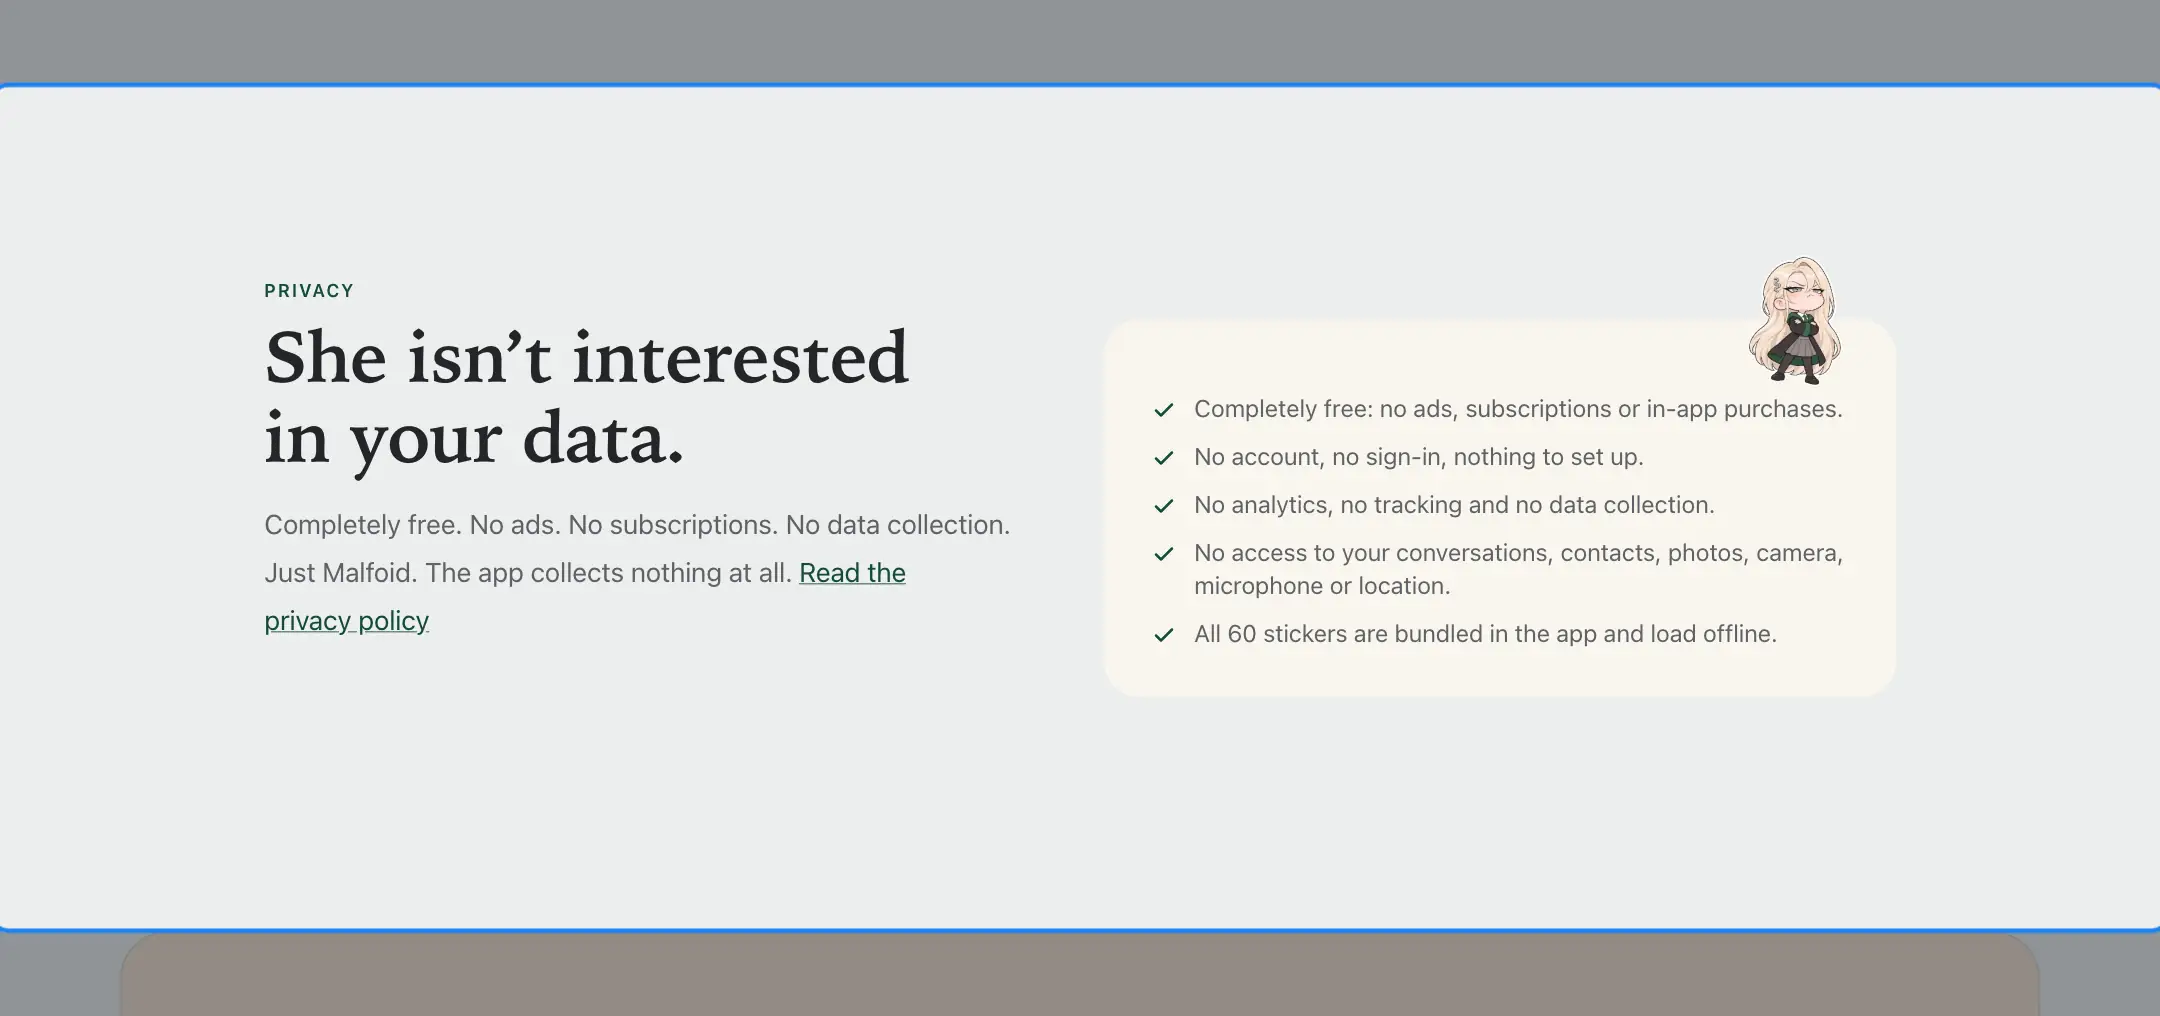 PRIVACY
She isn’t interested
in your data.
Completely free. No ads. No subscriptions. No data collection.
Just Malfoid. The app collects nothing at all. Read the
privacy policy
Completely free: no ads, subscriptions or in-app purchases.
No account, no sign-in, nothing to set up.
No analytics, no tracking and no data collection.
No access to your conversations, contacts, photos, camera,
microphone or location.
All 60 stickers are bundled in the app and load offline.